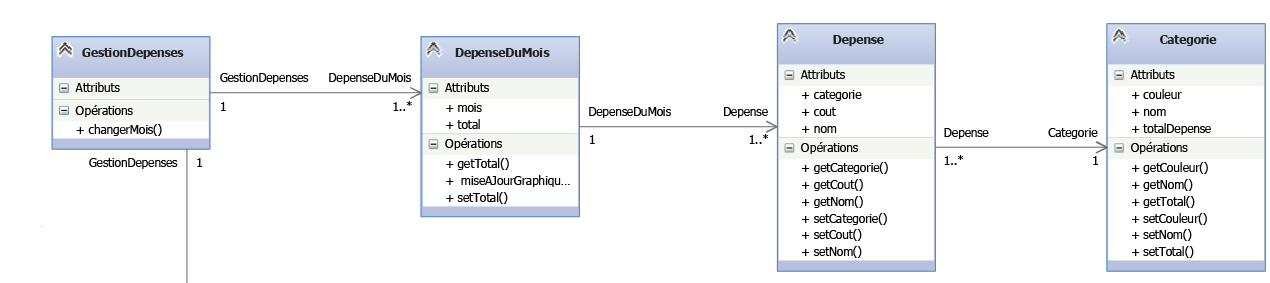 GestionDepenses
Attributs
Opérations
+ changerMois()
GestionDepenses
1
GestionDepenses
1
DepenseDuMois
1..*
DepenseDuMois
Attributs
+ mois
+ total
Opérations
+ getTotal()
+ miseAJourGraphiqu...
+ setTotal()
DepenseDuMois
1
Depense
1..*
Depense
Attributs
+ categorie
+ cout
+ nom
Opérations
+ getCategorie()
+ getCout()
+ getNom()
+ setCategorie()
+ setCout()
+ setNom()
Depense
1..*
Categorie
1
Categorie
Attributs
+ couleur
+ nom
+ totalDepense
Opérations
+ getCouleur()
+ getNom()
+ getTotal()
+ setCouleur()
+ setNom()
+ setTotal()